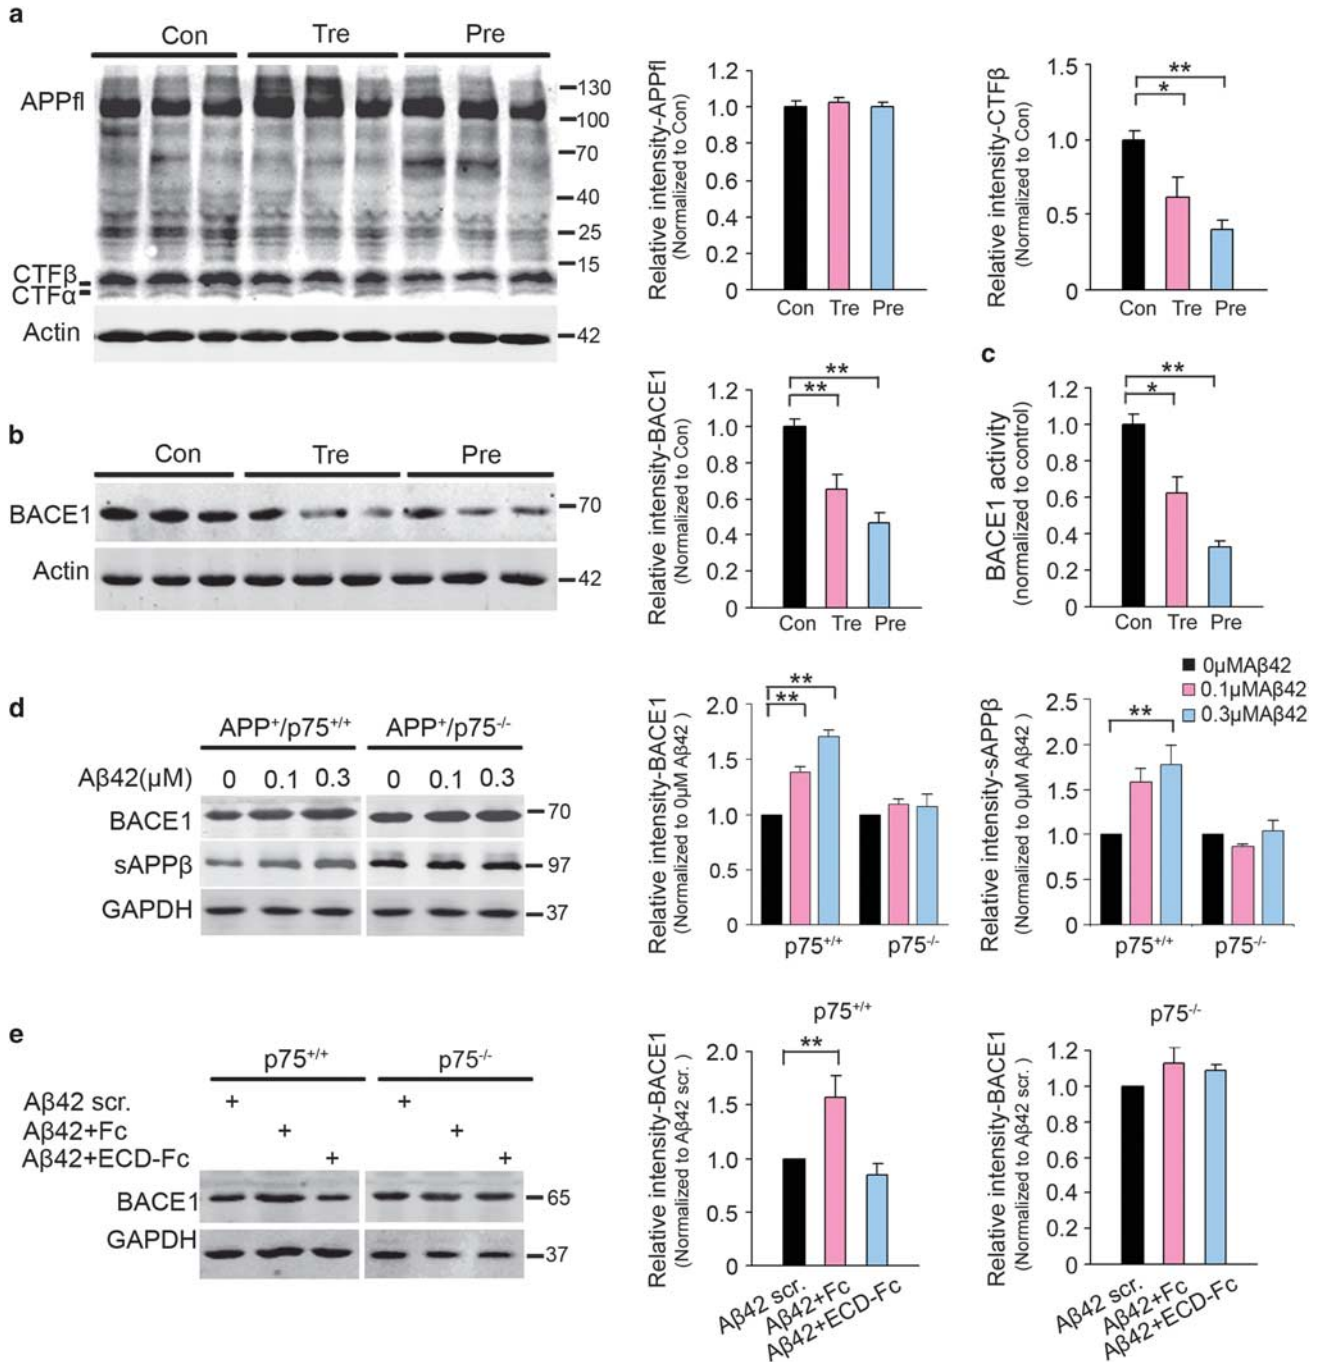 a
Con Tre Pre
APPfl
CTFβ
CTFα
Actin
130
100
70
40
25
15
42
Relative intensity-APPfl
(Normalized to Con)
1.2
1.0
0.8
0.6
0.4
0.2
0
Con Tre Pre
Relative intensity-CTFβ
(Normalized to Con)
1.5
1.0
0.5
0
**
*
Con Tre Pre
b
Con Tre Pre
BACE1
Actin
70
42
Relative intensity-BACE1
(Normalized to Con)
1.2
1.0
0.8
0.6
0.4
0.2
0
**
**
Con Tre Pre
c
BACE1 activity
(normalized to control)
1.2
1.0
0.8
0.6
0.4
0.2
0
**
*
Con Tre Pre
d
APP⁺/p75⁺/⁺ APP⁺/p75⁻/⁻
Aβ42(μM) 0 0.1 0.3 0 0.1 0.3
BACE1
sAPPβ
GAPDH
70
97
37
Relative intensity-BACE1
(Normalized to 0μM Aβ42 )
2.0
1.5
1.0
0.5
0
**
**
p75⁺/⁺ p75⁻/⁻
0μMAβ42
0.1μMAβ42
0.3μMAβ42
Relative intensity-sAPPβ
(Normalized to 0μM Aβ42 )
2.5
2.0
1.5
1.0
0.5
0
**
p75⁺/⁺ p75⁻/⁻
e
p75⁺/⁺ p75⁻/⁻
Aβ42 scr. + +
Aβ42+Fc + +
Aβ42+ECD-Fc + +
BACE1
GAPDH
65
37
p75⁺/⁺
Relative intensity-BACE1
(Normalized to Aβ42 scr. )
2.0
1.5
1.0
0.5
0
**
Aβ42 scr.
Aβ42+Fc
Aβ42+ECD-Fc
p75⁻/⁻
Relative intensity-BACE1
(Normalized to Aβ42 scr. )
1.2
1.0
1.2
0.6
1.4
0.2
0
Aβ42 scr.
Aβ42+Fc
Aβ42+ECD-Fc